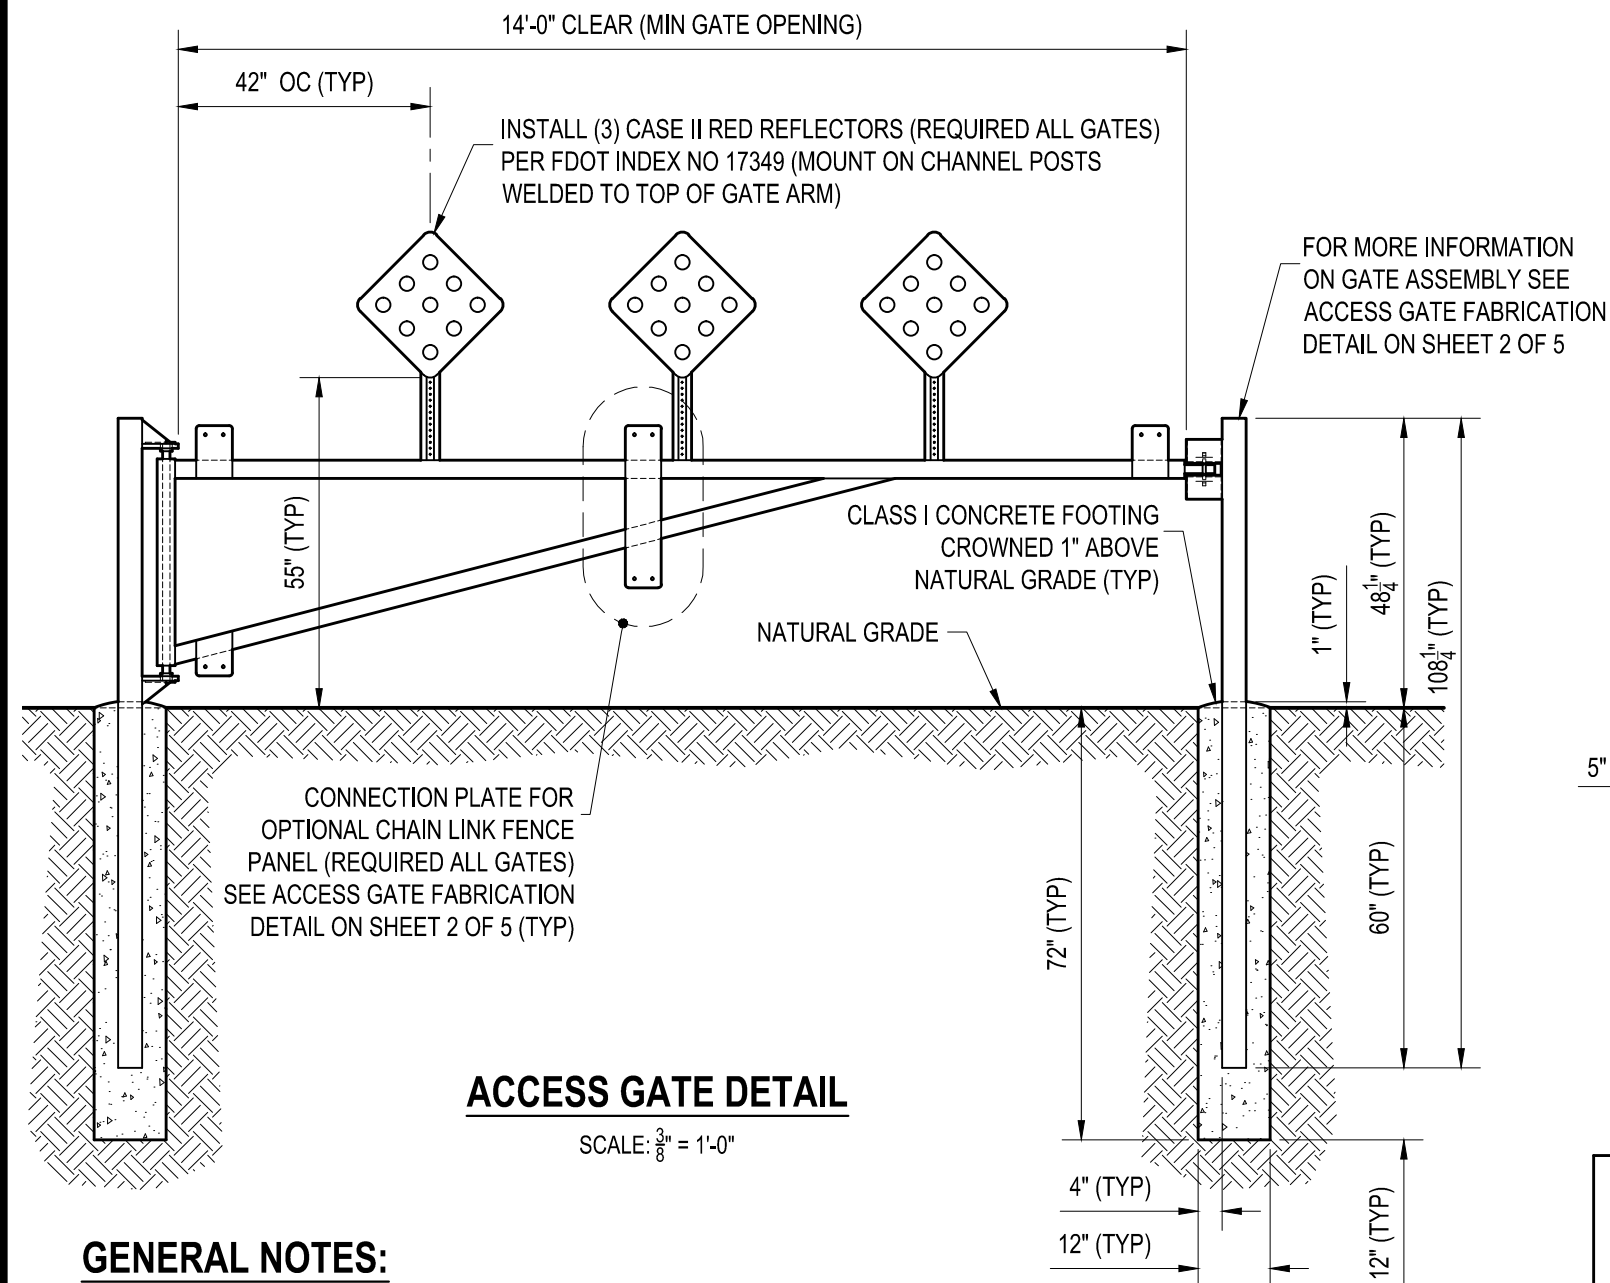 14'-0" CLEAR (MIN GATE OPENING)
42" OC (TYP)
INSTALL (3) CASE II RED REFLECTORS (REQUIRED ALL GATES)
PER FDOT INDEX NO 17349 (MOUNT ON CHANNEL POSTS
WELDED TO TOP OF GATE ARM)
FOR MORE INFORMATION
ON GATE ASSEMBLY SEE
ACCESS GATE FABRICATION
DETAIL ON SHEET 2 OF 5
55" (TYP)
CLASS I CONCRETE FOOTING
CROWNED 1" ABOVE
NATURAL GRADE (TYP)
NATURAL GRADE
1" (TYP)
48 1/4" (TYP)
108 1/4" (TYP)
5"
CONNECTION PLATE FOR
OPTIONAL CHAIN LINK FENCE
PANEL (REQUIRED ALL GATES)
SEE ACCESS GATE FABRICATION
DETAIL ON SHEET 2 OF 5 (TYP)
72" (TYP)
60" (TYP)
ACCESS GATE DETAIL
SCALE: 3/8" = 1'-0"
4" (TYP)
12" (TYP)
12" (TYP)
GENERAL NOTES: